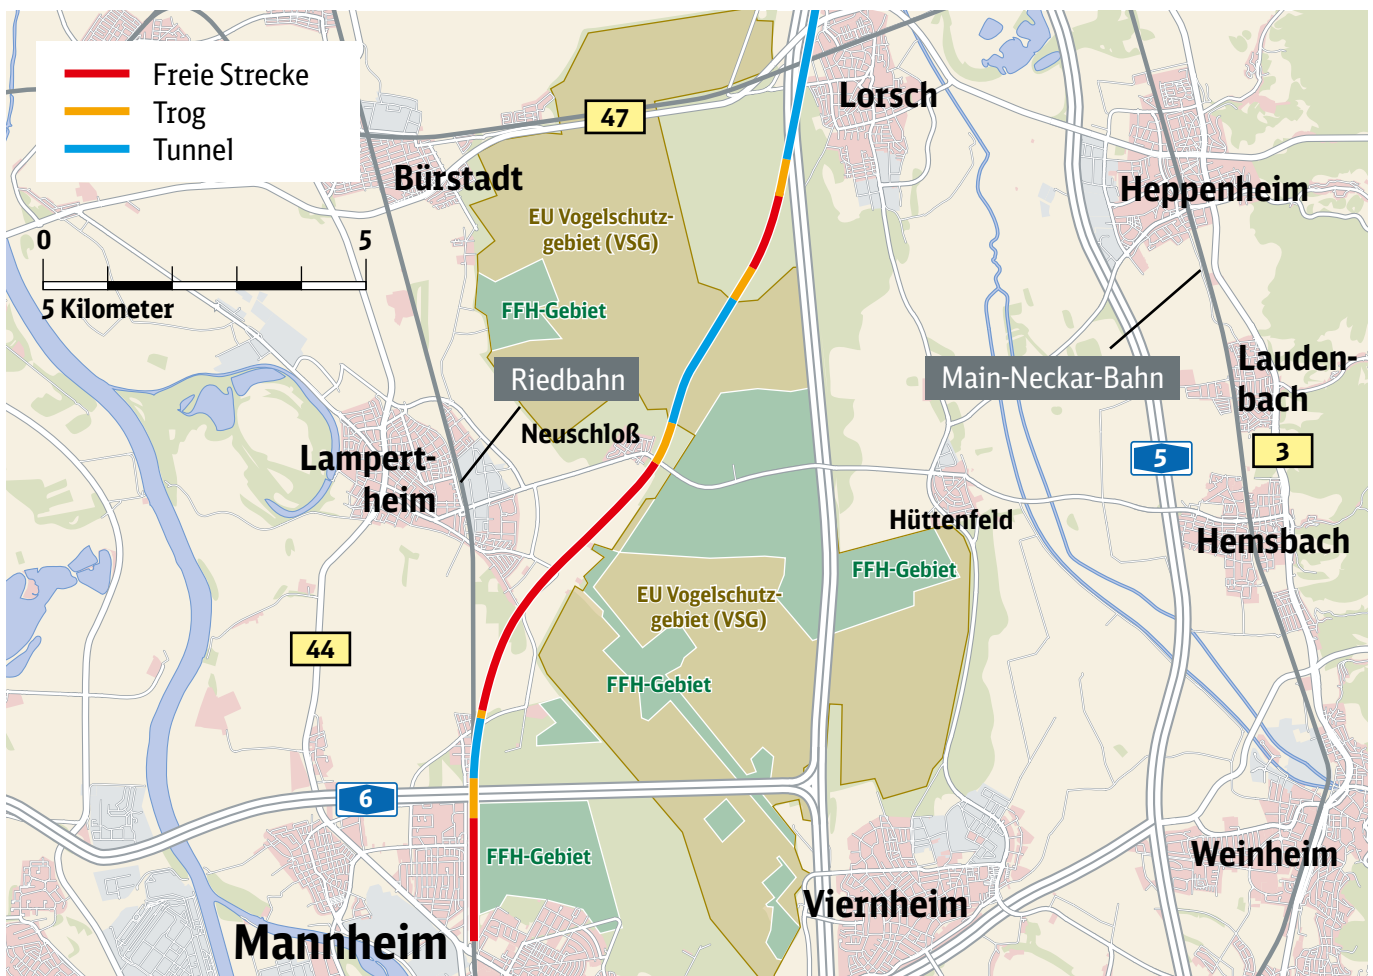 Freie Strecke
Trog
Tunnel
47
Lorsch
Bürstadt
Heppenheim
EU Vogelschutz-
gebiet (VSG)
0
5
5 Kilometer
FFH-Gebiet
Riedbahn
Main-Neckar-Bahn
Lauden-
bach
Neuschloß
Lampert-
heim
5
3
Hüttenfeld
Hemsbach
FFH-Gebiet
EU Vogelschutz-
gebiet (VSG)
44
FFH-Gebiet
6
FFH-Gebiet
Weinheim
Viernheim
Mannheim